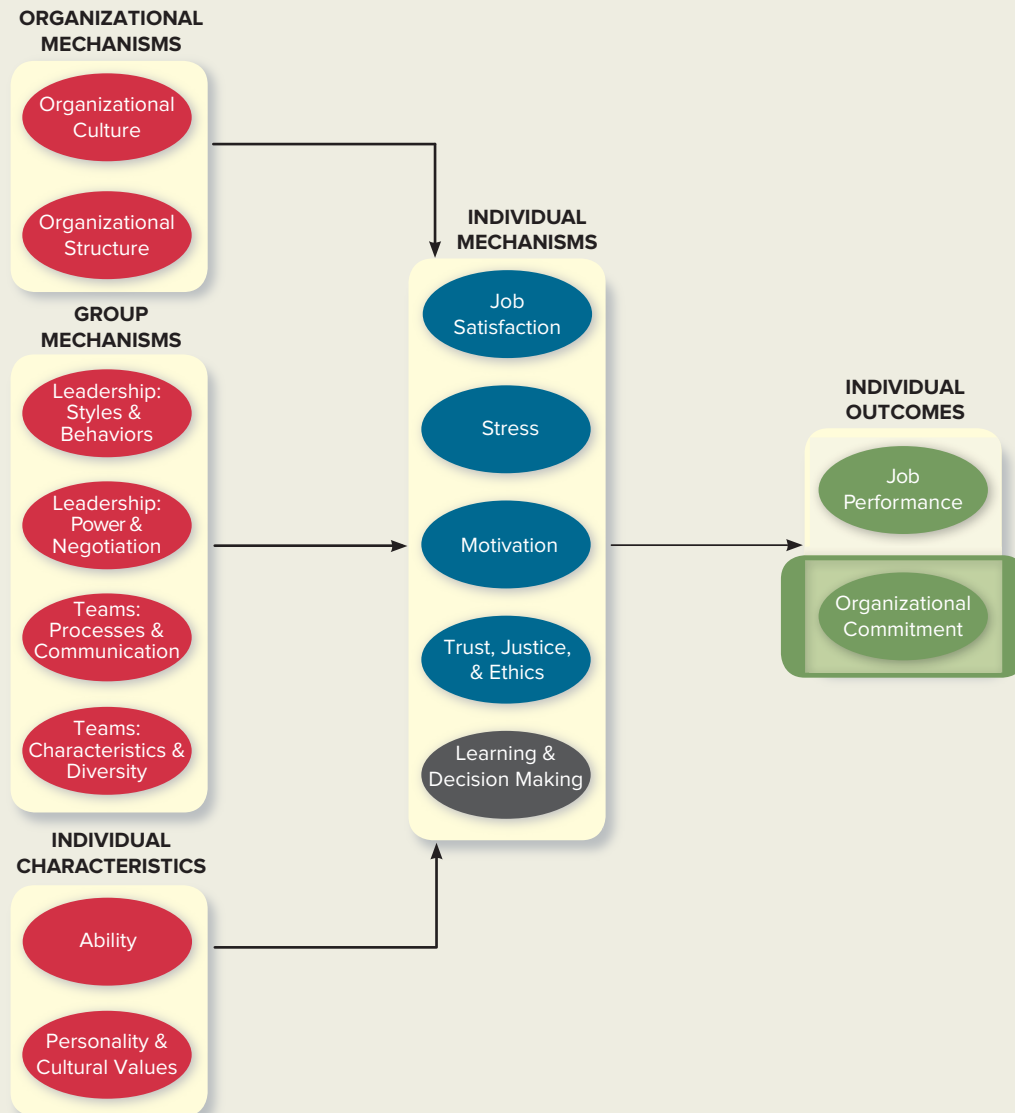 ORGANIZATIONAL
MECHANISMS
Organizational
Culture
Organizational
Structure
GROUP
MECHANISMS
Leadership:
Styles &
Behaviors
Leadership:
Power &
Negotiation
Teams:
Processes &
Communication
Teams:
Characteristics &
Diversity
INDIVIDUAL
CHARACTERISTICS
Ability
Personality &
Cultural Values
INDIVIDUAL
MECHANISMS
Job
Satisfaction
Stress
Motivation
Trust, Justice,
& Ethics
Learning &
Decision Making
INDIVIDUAL
OUTCOMES
Job
Performance
Organizational
Commitment